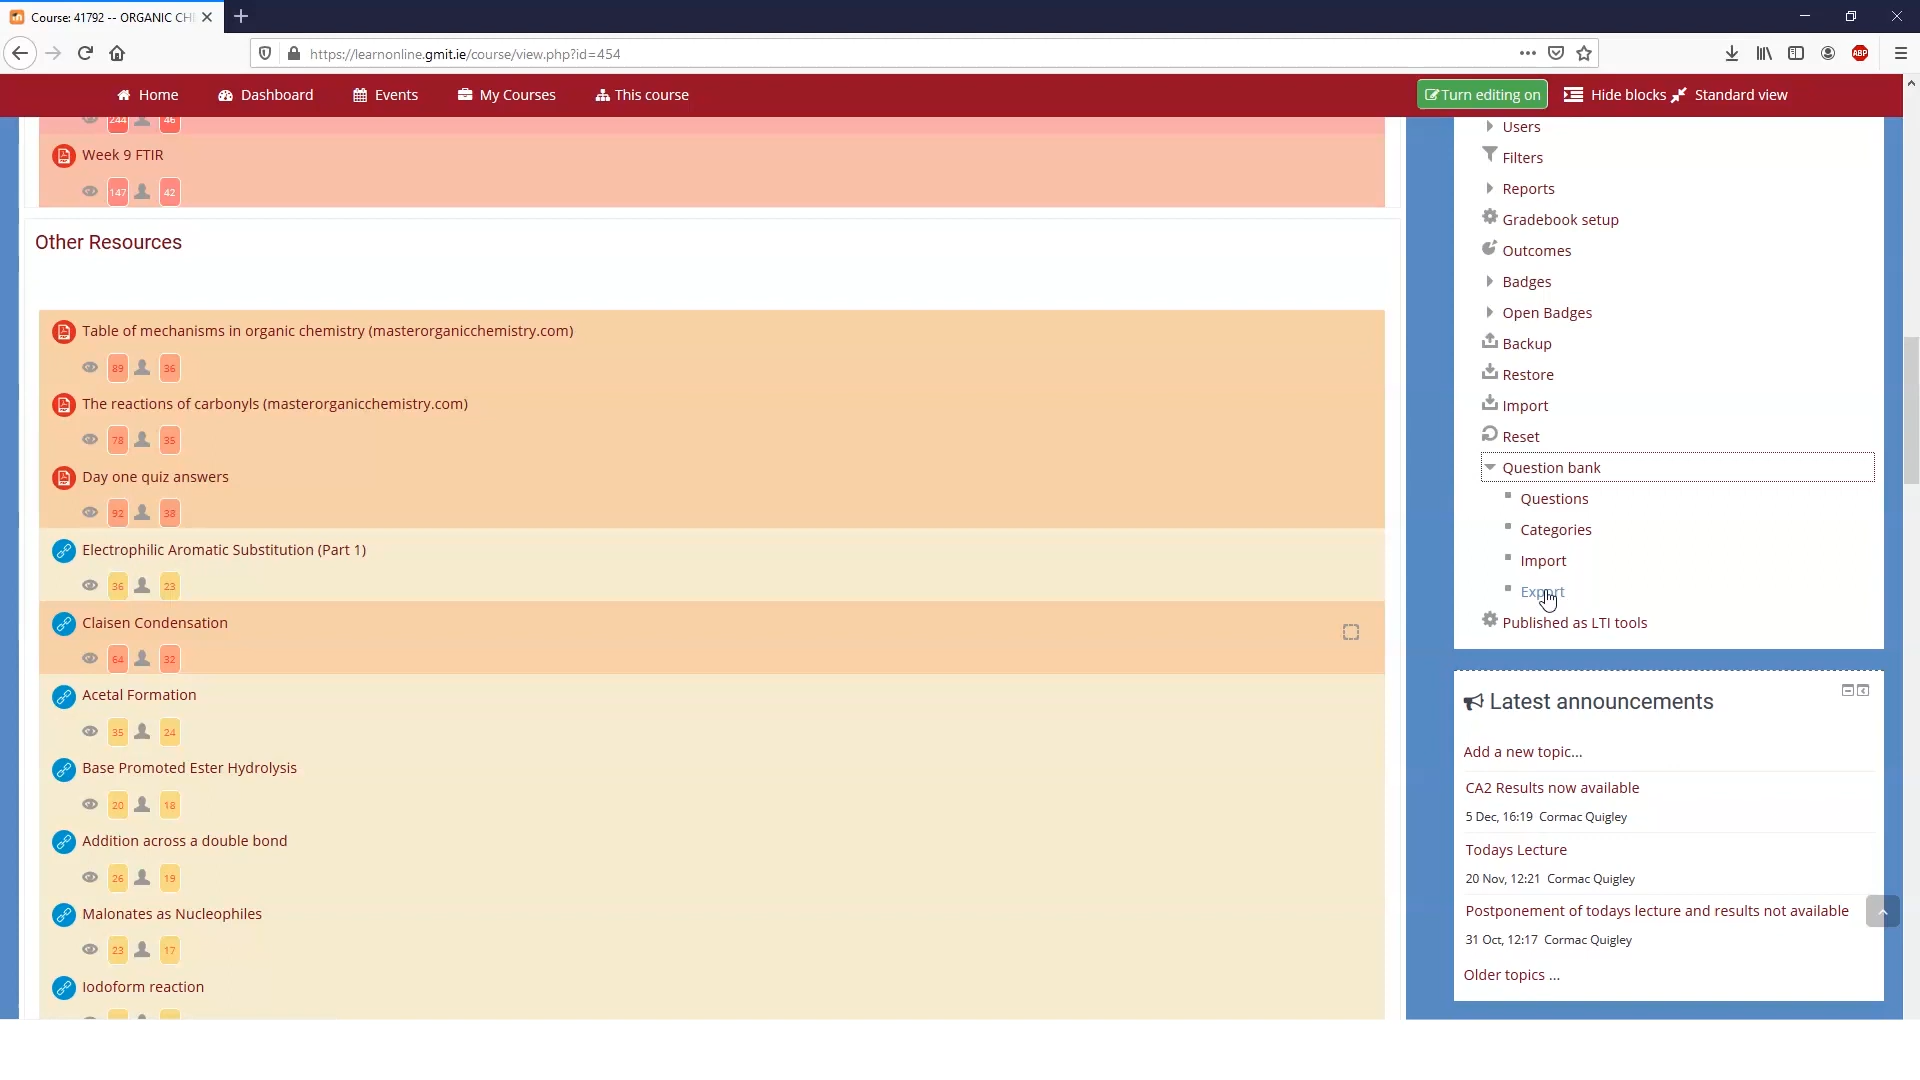 Course: 41792 -- ORGANIC CHE
https://learnonline.gmit.ie/course/view.php?id=454
ABP
Home
Dashboard
Events
My Courses
This course
Turn editing on
Hide blocks
Standard view
244
46
Week 9 FTIR
147
42
Other Resources
Table of mechanisms in organic chemistry (masterorganicchemistry.com)
89
36
The reactions of carbonyls (masterorganicchemistry.com)
78
35
Day one quiz answers
92
38
Electrophilic Aromatic Substitution (Part 1)
36
23
Claisen Condensation
64
32
Acetal Formation
35
24
Base Promoted Ester Hydrolysis
20
18
Addition across a double bond
26
19
Malonates as Nucleophiles
23
17
Iodoform reaction
Users
Filters
Reports
Gradebook setup
Outcomes
Badges
Open Badges
Backup
Restore
Import
Reset
Question bank
Questions
Categories
Import
Export
Published as LTI tools
Latest announcements
Add a new topic...
CA2 Results now available
5 Dec, 16:19 Cormac Quigley
Todays Lecture
20 Nov, 12:21 Cormac Quigley
Postponement of todays lecture and results not available
31 Oct, 12:17 Cormac Quigley
Older topics ...